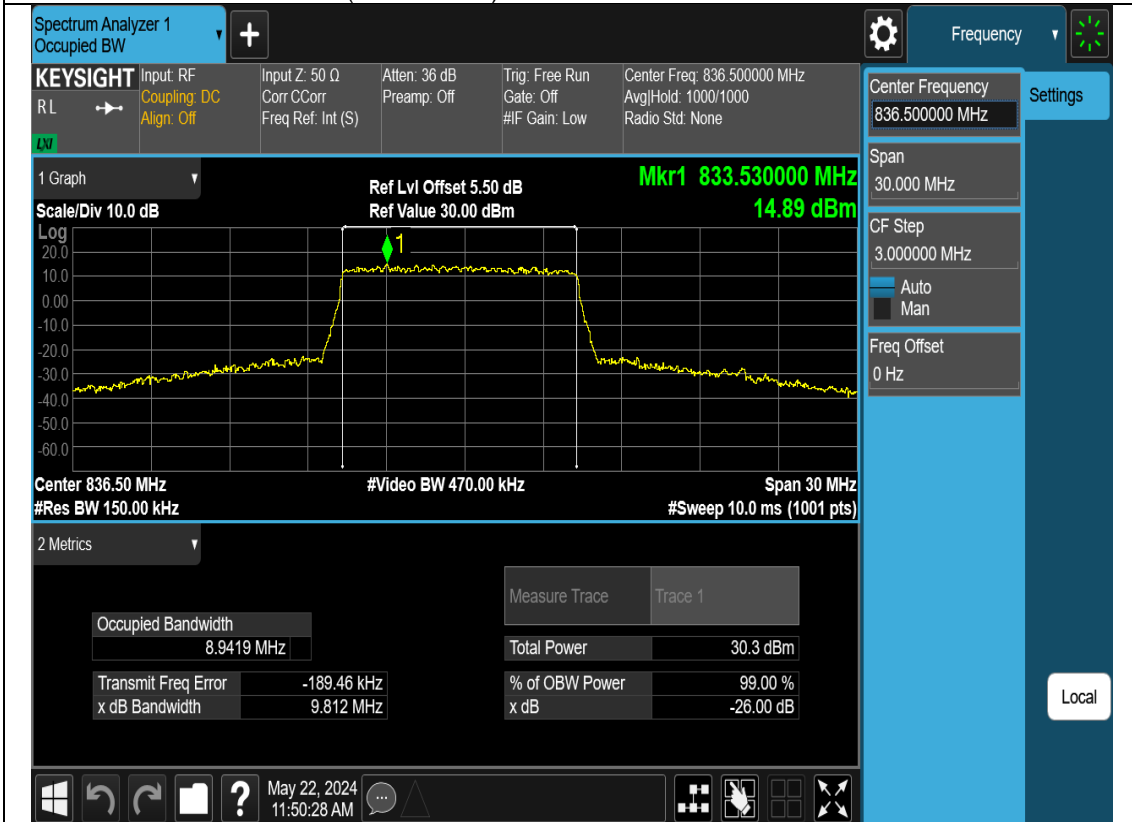 Spectrum Analyzer 1
Occupied BW
+
Frequency
KEYSIGHT
RL
LXI
Input: RF
Coupling: DC
Align: Off
Input Z: 50 Ω
Corr CCorr
Freq Ref: Int (S)
Atten: 36 dB
Preamp: Off
Trig: Free Run
Gate: Off
#IF Gain: Low
Center Freq: 836.500000 MHz
Avg|Hold: 1000/1000
Radio Std: None
Center Frequency
836.500000 MHz
Settings
Span
30.000 MHz
CF Step
3.000000 MHz
Auto
Man
Freq Offset
0 Hz
Local
1 Graph
Scale/Div 10.0 dB
Ref Lvl Offset 5.50 dB
Ref Value 30.00 dBm
Mkr1 833.530000 MHz
14.89 dBm
Log
20.0
10.0
0.00
-10.0
-20.0
-30.0
-40.0
-50.0
-60.0
1
Center 836.50 MHz
#Video BW 470.00 kHz
Span 30 MHz
#Res BW 150.00 kHz
#Sweep 10.0 ms (1001 pts)
2 Metrics
Measure Trace Trace 1
Occupied Bandwidth
8.9419 MHz
Total Power 30.3 dBm
Transmit Freq Error -189.46 kHz
% of OBW Power 99.00 %
x dB Bandwidth 9.812 MHz
x dB -26.00 dB
?
May 22, 2024
11:50:28 AM